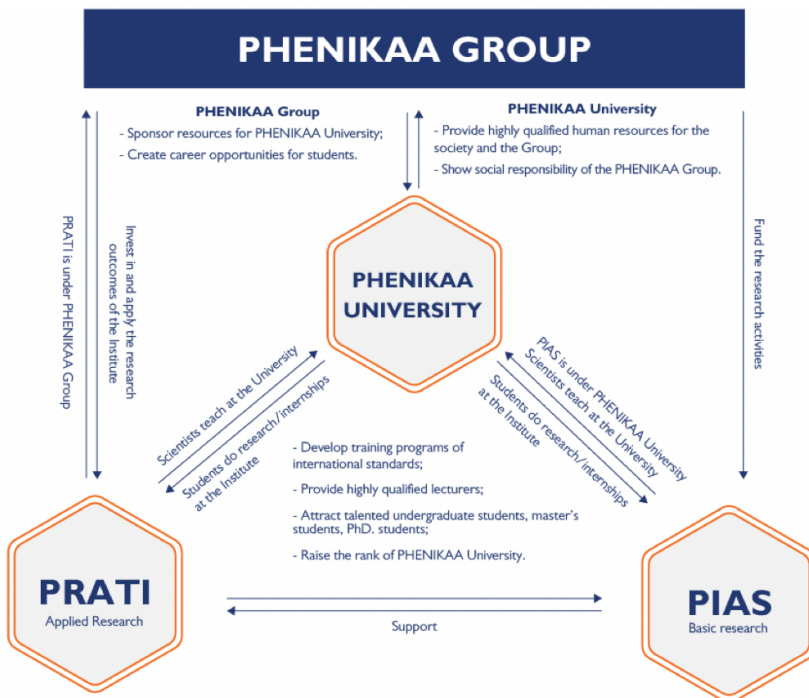 PHENIKAA GROUP
PHENIKAA Group
- Sponsor resources for PHENIKAA University;
- Create career opportunities for students.
PHENIKAA University
- Provide highly qualified human resources for the
society and the Group;
- Show social responsibility of the PHENIKAA Group.
PRATI is under PHENIKAA Group
Invest in and apply the research
outcomes of the Institute
PHENIKAA
UNIVERSITY
Fund the research activities
Scientists teach at the University
Students do research/internships
at the Institute
PIAS is under PHENIKAA University
Scientists teach at the University
Students do research/internships
at the Institute
- Develop training programs of
international standards;
- Provide highly qualified lecturers;
- Attract talented undergraduate students, master's
students, PhD. students;
- Raise the rank of PHENIKAA University.
PRATI
Applied Research
PIAS
Basic research
Support